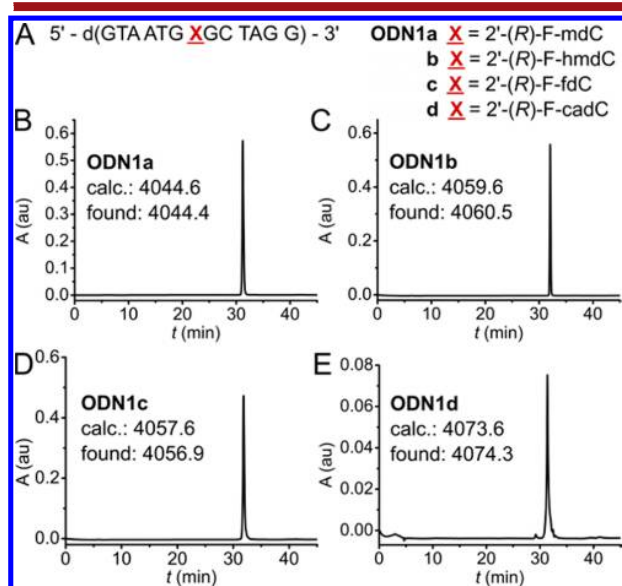 A 5' - d(GTA ATG XGC TAG G) - 3'
ODN1a X = 2'-(R)-F-mdC
b X = 2'-(R)-F-hmdC
c X = 2'-(R)-F-fdC
d X = 2'-(R)-F-cadC
B
ODN1a
calc.: 4044.6
found: 4044.4
A (au)
0.6
0.5
0.4
0.3
0.2
0.1
0.0
0 10 20 30 40
t (min)
C
ODN1b
calc.: 4059.6
found: 4060.5
A (au)
0.6
0.4
0.2
0.0
0 10 20 30 40
t (min)
D
ODN1c
calc.: 4057.6
found: 4056.9
A (au)
0.6
0.4
0.2
0.0
0 10 20 30 40
t (min)
E
ODN1d
calc.: 4073.6
found: 4074.3
A (au)
0.08
0.06
0.04
0.02
0.00
0 10 20 30 40
t (min)